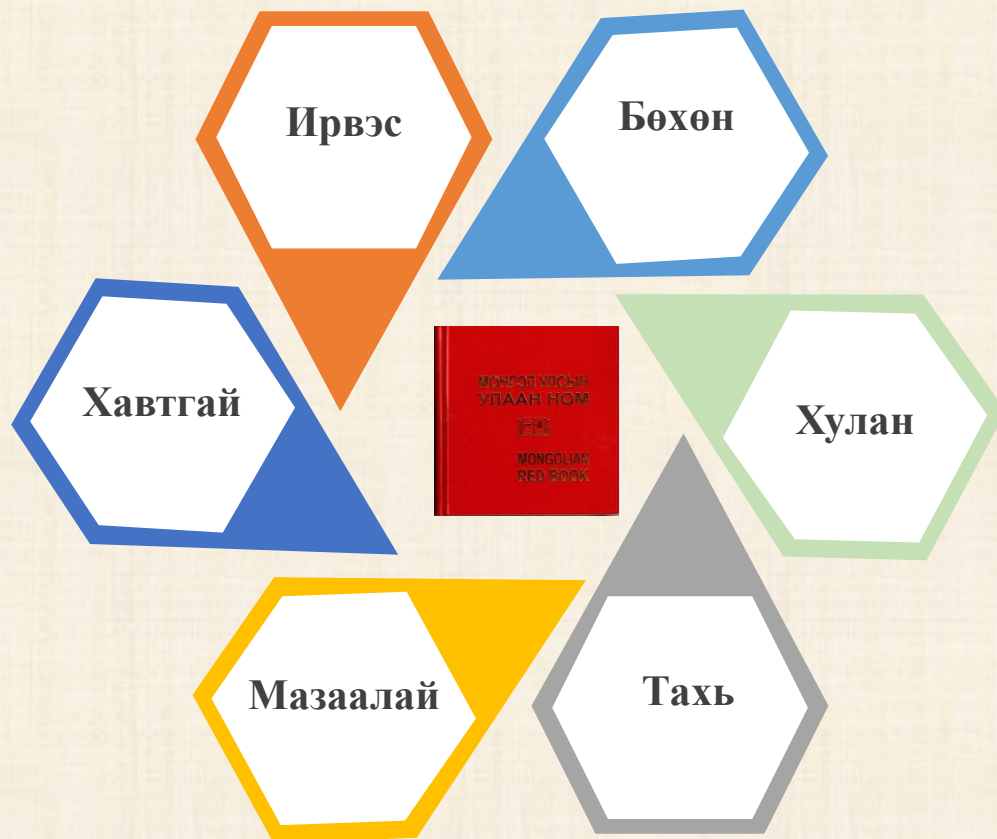 Ирвэс
Бөхөн
Хавтгай
МОНГОЛ УЛСЫН
УЛААН НОМ
MONGOLIAN
RED BOOK
Хулан
Мазаалай
Тахь